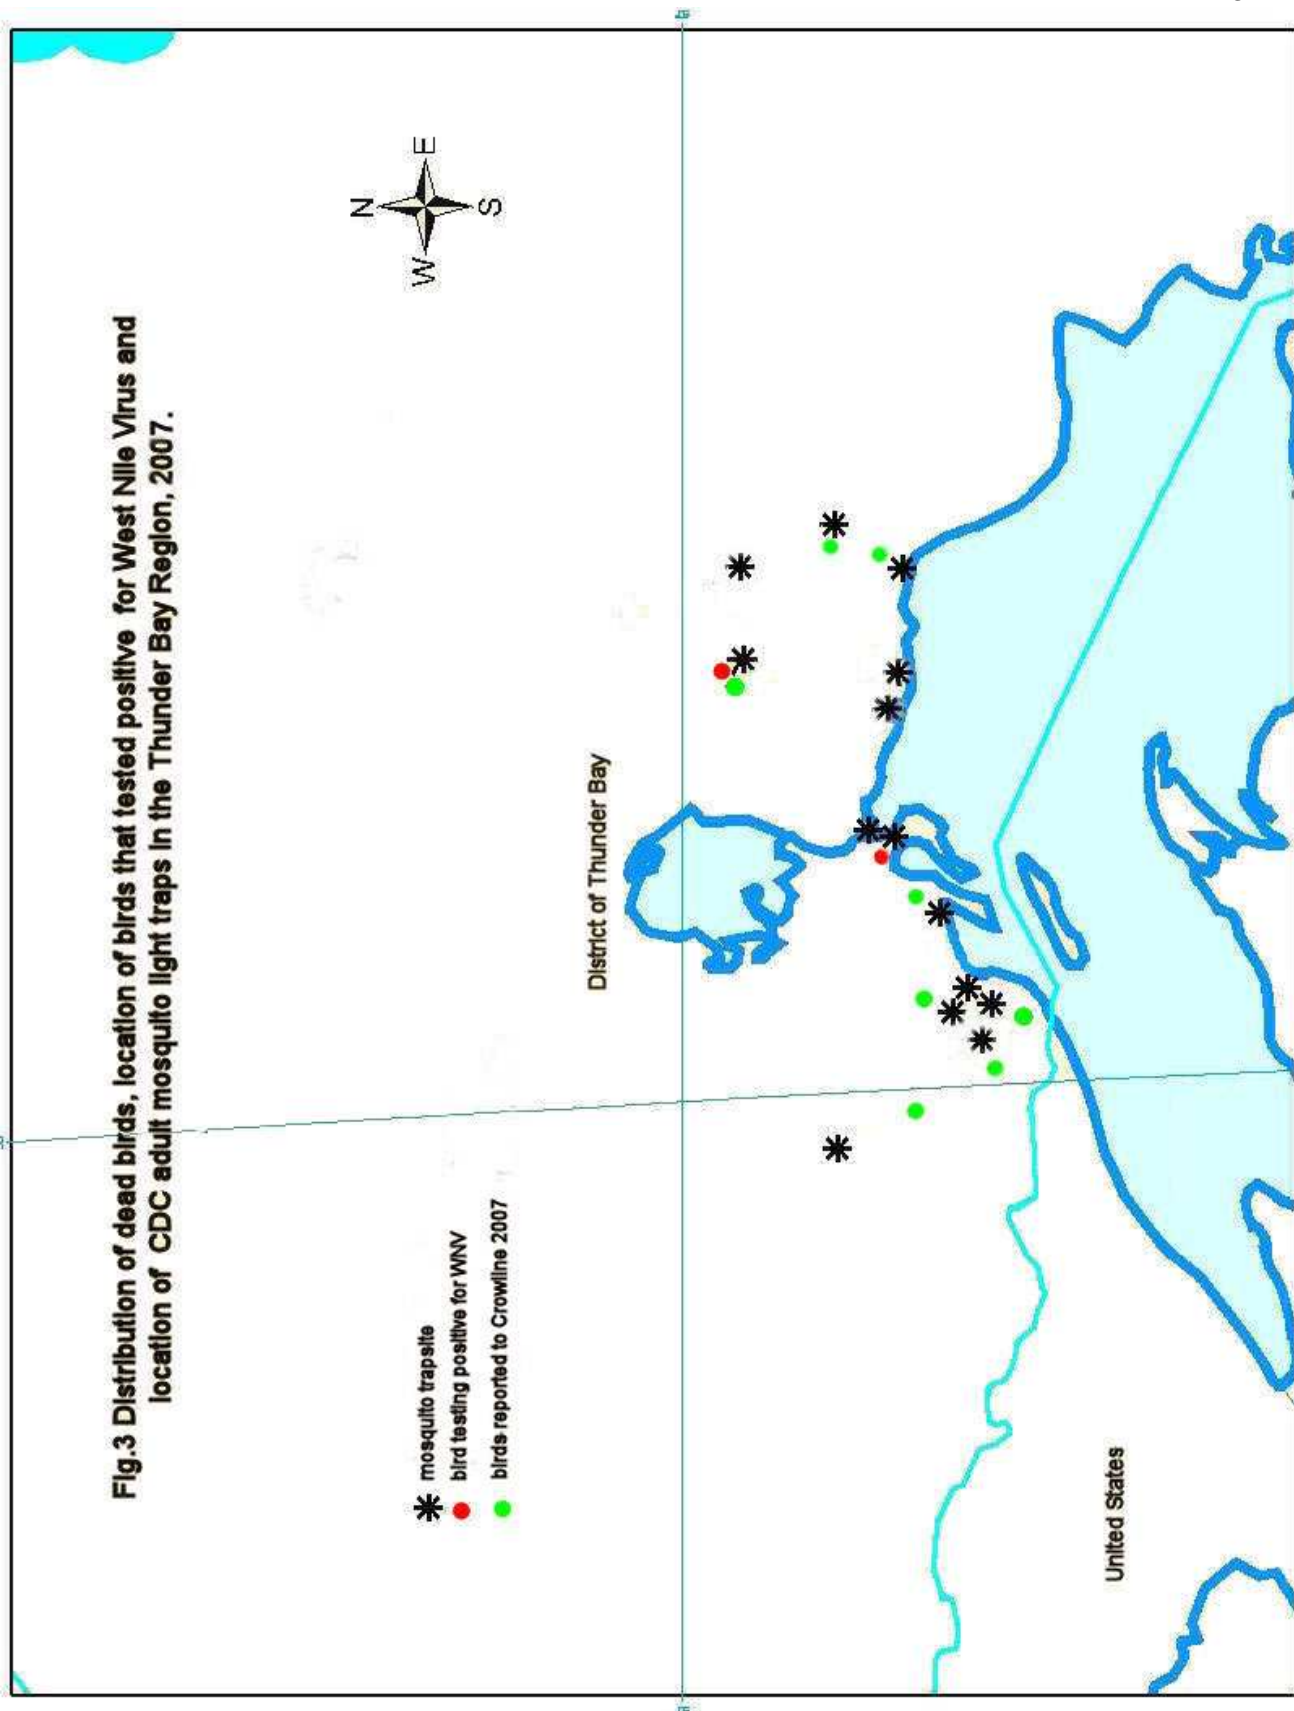 Fig.3 Distribution of dead birds, location of birds that tested positive for West Nile Virus and
location of CDC adult mosquito light traps in the Thunder Bay Region, 2007.
N
W
E
S
mosquito trapsite
bird testing positive for WNV
birds reported to Crowline 2007
District of Thunder Bay
United States